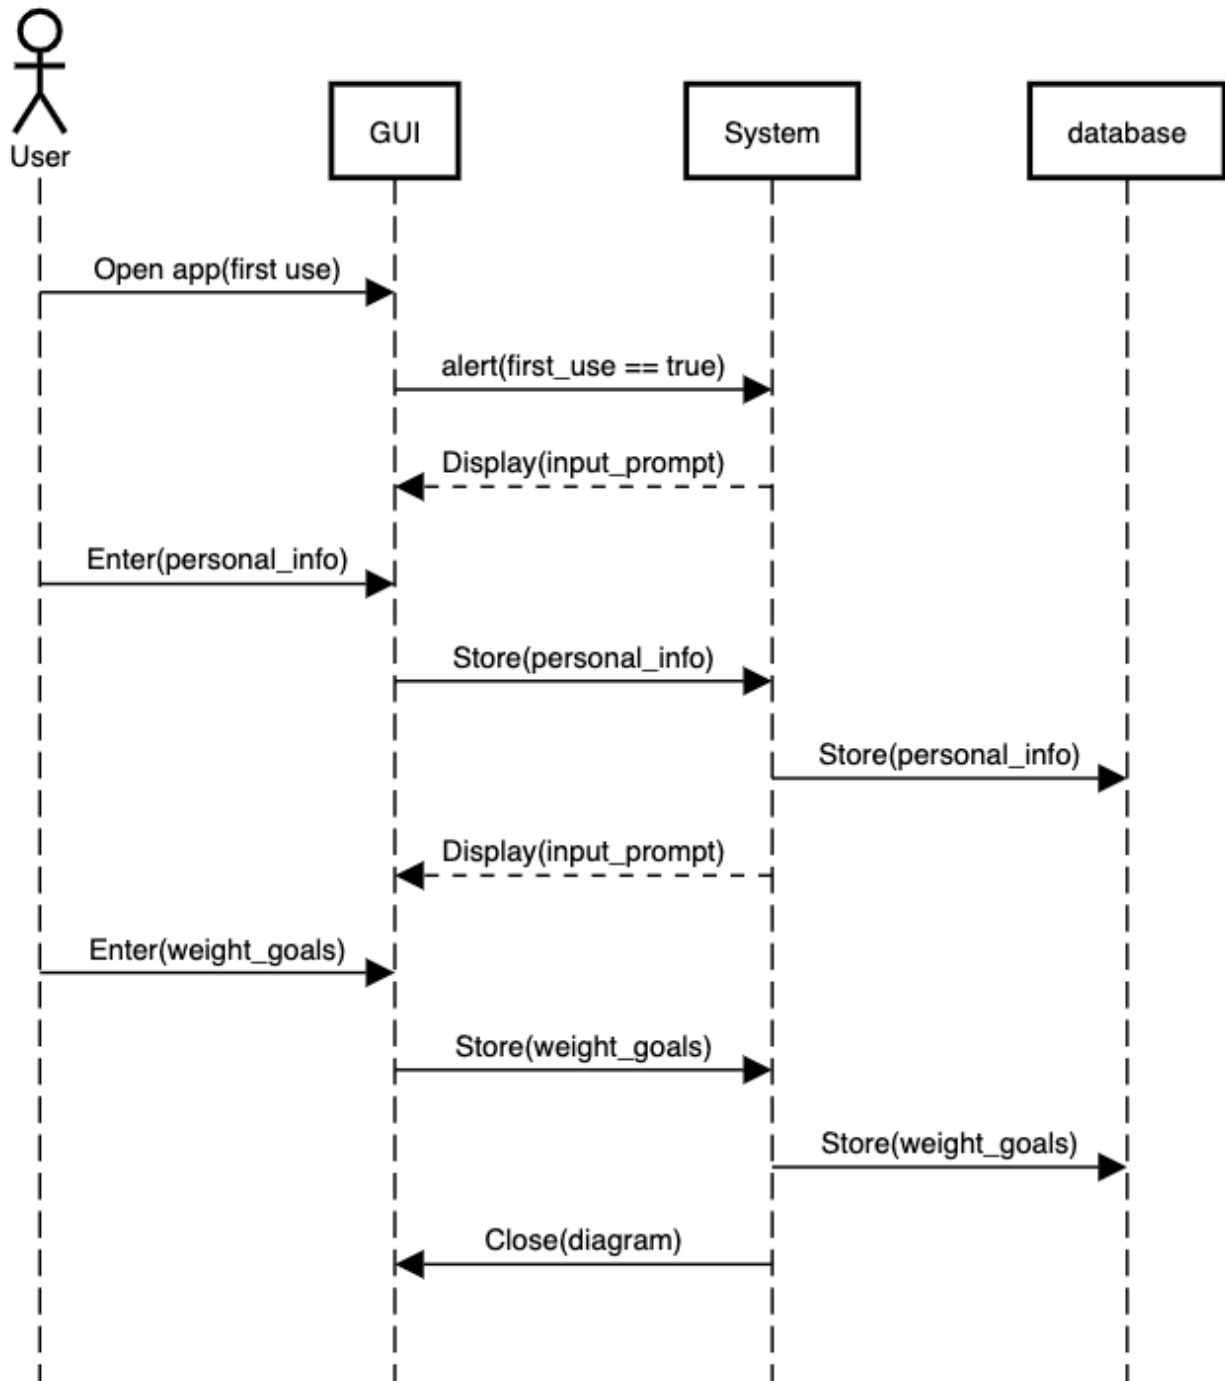 User
GUI
System
database
Open app(first use)
alert(first_use == true)
Display(input_prompt)
Enter(personal_info)
Store(personal_info)
Store(personal_info)
Display(input_prompt)
Enter(weight_goals)
Store(weight_goals)
Store(weight_goals)
Close(diagram)